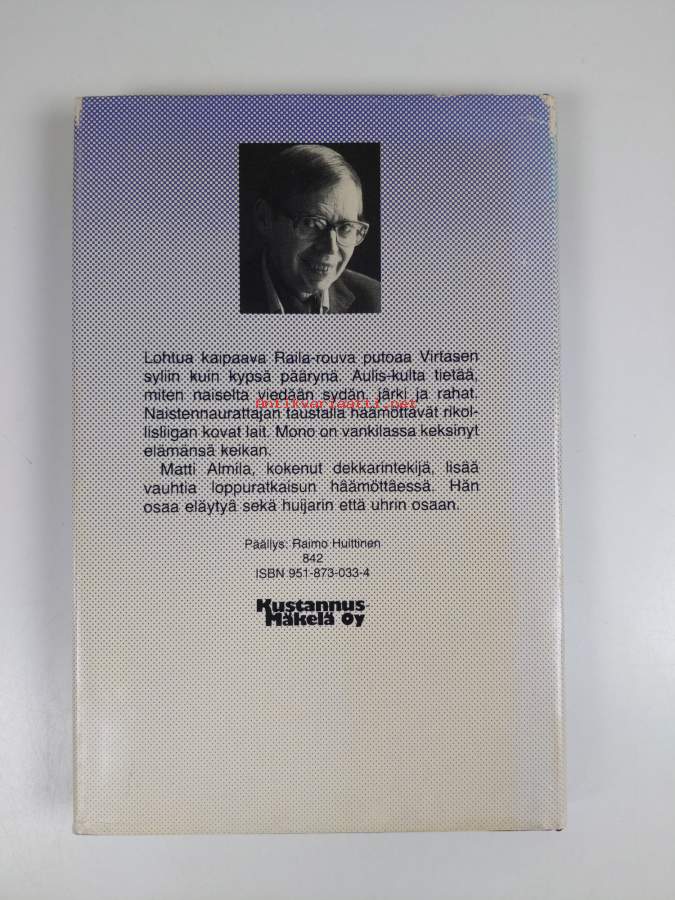 Lohtua kaipaava Raila-rouva putoaa Virtasen
syliin kuin kypsä päärynä. Aulis-kulta tietää,
miten naiselta viedään sydän, järki ja rahat.
antikvariaatti.net
Naistennaurattajan taustalla häämöttävät rikol-
lisliigan kovat lait. Mono on vankilassa keksinyt
elämänsä keikan.
Matti Almila, kokenut dekkarintekijä, lisää
vauhtia loppuratkaisun häämöttäessä. Hän
osaa eläytyä sekä huijarin että uhrin osaan.
Päällys: Raimo Huittinen
842
ISBN 951-873-033-4
Kustannus-
Mäkelä Oy